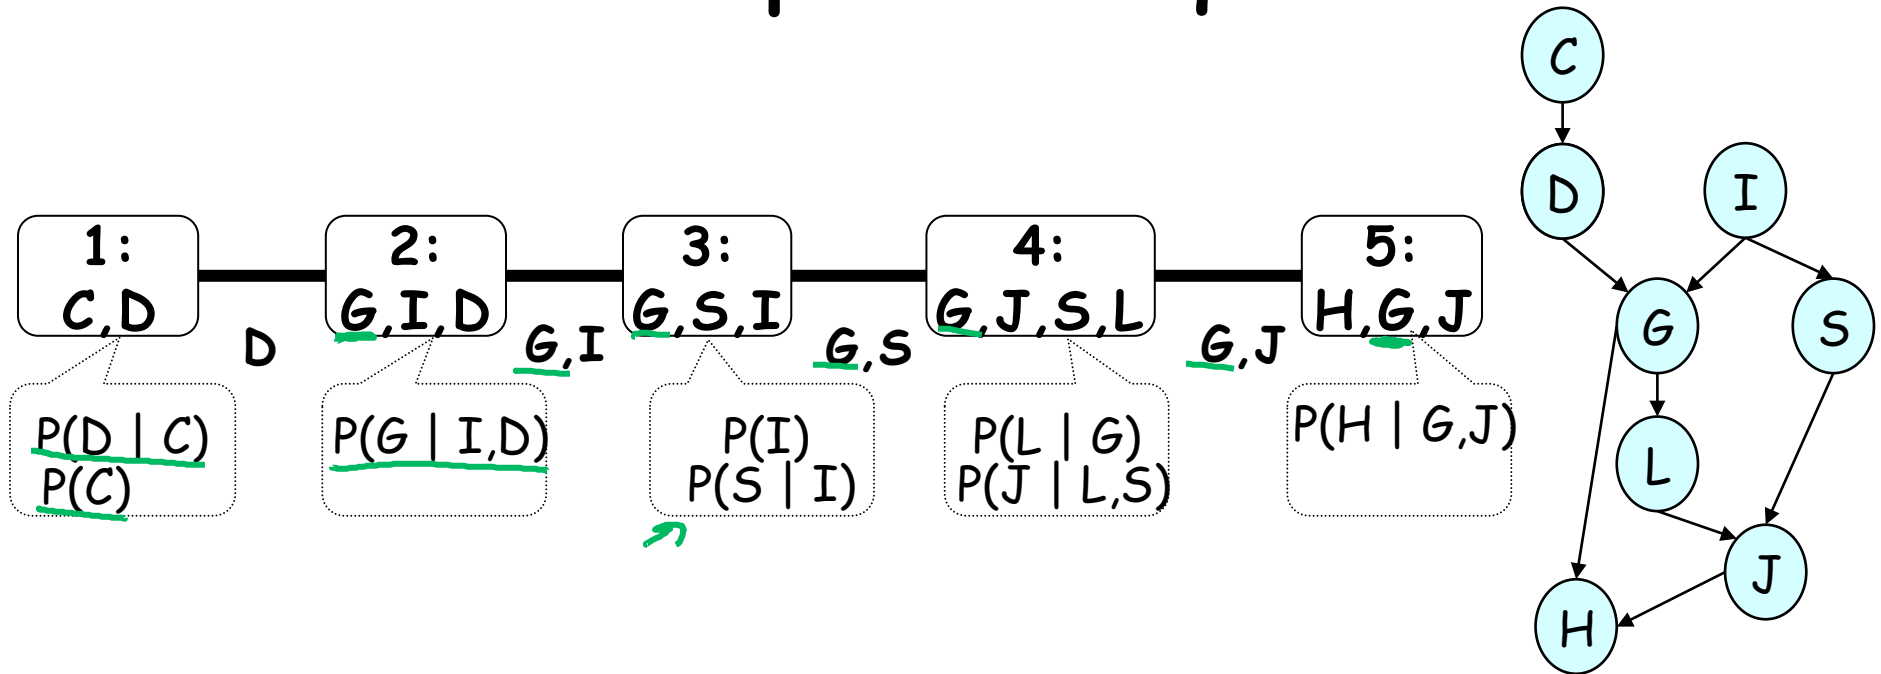 1:
C,D
2:
G,I,D
3:
G,S,I
4:
G,J,S,L
5:
H,G,J
D
G,I
G,S
G,J
P(D | C)
P(C)
P(G | I,D)
P(I)
P(S | I)
P(L | G)
P(J | L,S)
P(H | G,J)
C
D
I
G
S
L
J
H